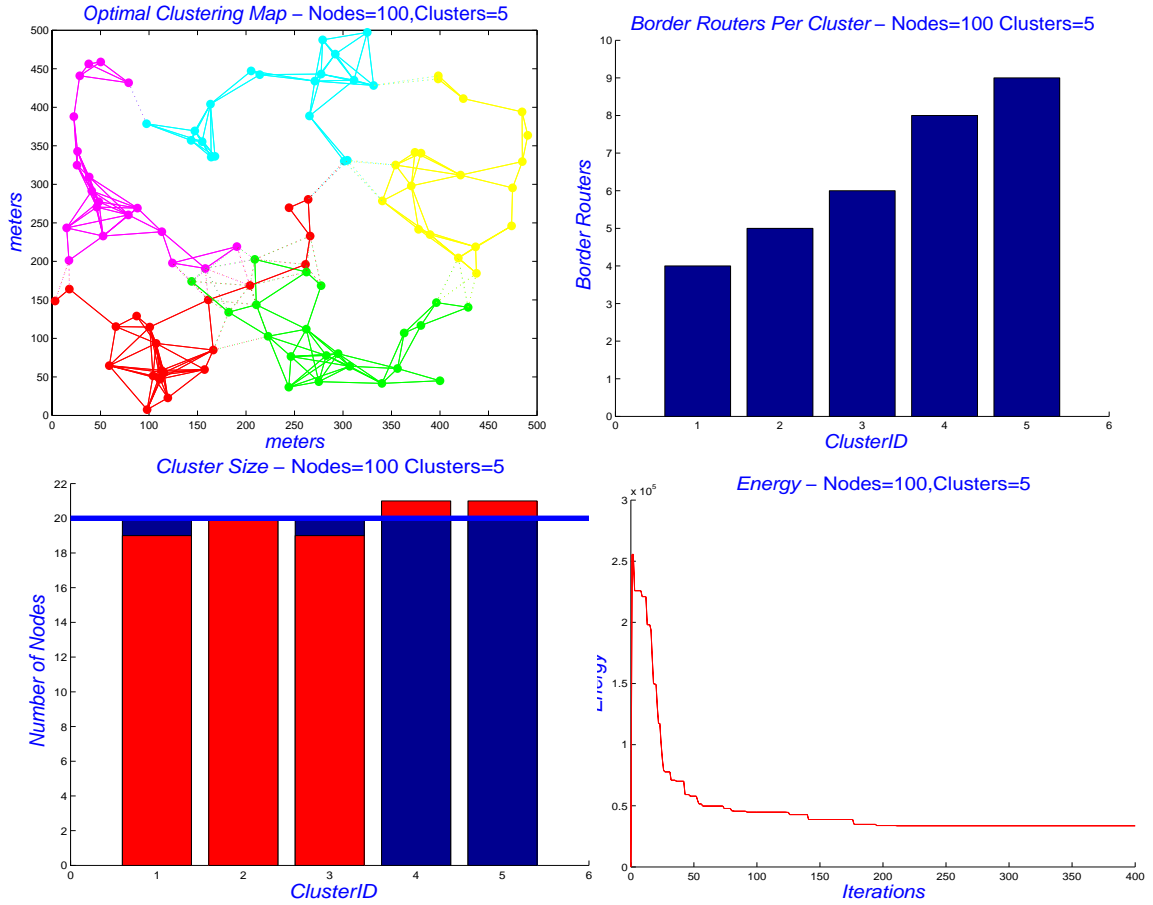 Optimal Clustering Map – Nodes=100,Clusters=5
500
450
400
350
300
250
200
150
100
50
0
meters
0 50 100 150 200 250 300 350 400 450 500
meters
Border Routers Per Cluster – Nodes=100 Clusters=5
10
9
8
7
6
5
4
3
2
1
0
Border Routers
0 1 2 3 4 5 6
ClusterID
Cluster Size – Nodes=100 Clusters=5
22
20
18
16
14
12
10
8
6
4
2
0
Number of Nodes
0 1 2 3 4 5 6
ClusterID
Energy – Nodes=100,Clusters=5
x 10^5
3
2.5
2
1.5
1
0.5
0
Energy
0 50 100 150 200 250 300 350 400
Iterations